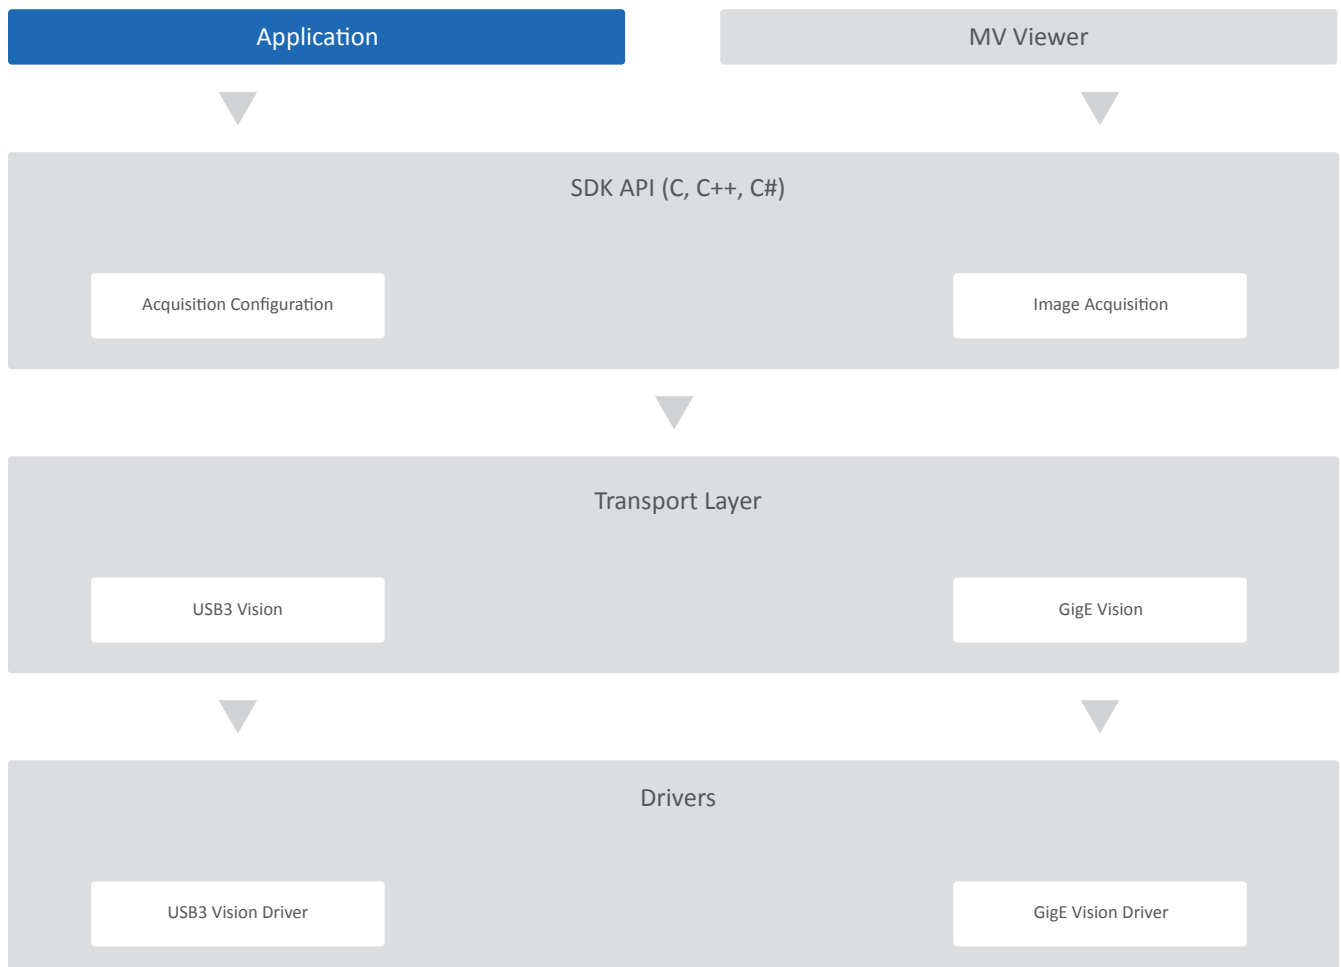 Application
MV Viewer
SDK API (C, C++, C#)
Acquisition Configuration
Image Acquisition
Transport Layer
USB3 Vision
GigE Vision
Drivers
USB3 Vision Driver
GigE Vision Driver